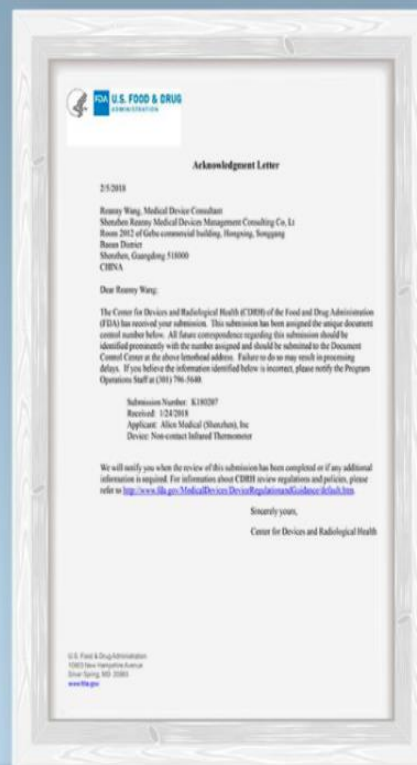 FDA U.S. FOOD & DRUG
ADMINISTRATION
Acknowledgment Letter
2/5/2018
Reanny Wang, Medical Device Consultant
Shenzhen Reanny Medical Devices Management Consulting Co, Lt
Room 2012 of Gebu commercial building, Hongxing, Songgang
Baoan District
Shenzhen, Guangdong 518000
CHINA
Dear Reanny Wang:
The Center for Devices and Radiological Health (CDRH) of the Food and Drug Administration
(FDA) has received your submission. This submission has been assigned the unique document
control number below. All future correspondence regarding this submission should be
identified prominently with the number assigned and should be submitted to the Document
Control Center at the above letterhead address. Failure to do so may result in processing
delays. If you believe the information identified below is incorrect, please notify the Program
Operations Staff at (301) 796-5640.
Submission Number: K180207
Received: 1/24/2018
Applicant: Alicn Medical (Shenzhen), Inc
Device: Non-contact Infrared Thermometer
We will notify you when the review of this submission has been completed or if any additional
information is required. For information about CDRH review regulations and policies, please
refer to http://www.fda.gov/MedicalDevices/DeviceRegulationandGuidance/default.htm.
Sincerely yours,
Center for Devices and Radiological Health
U.S. Food & Drug Administration
10903 New Hampshire Avenue
Silver Spring, MD 20993
www.fda.gov